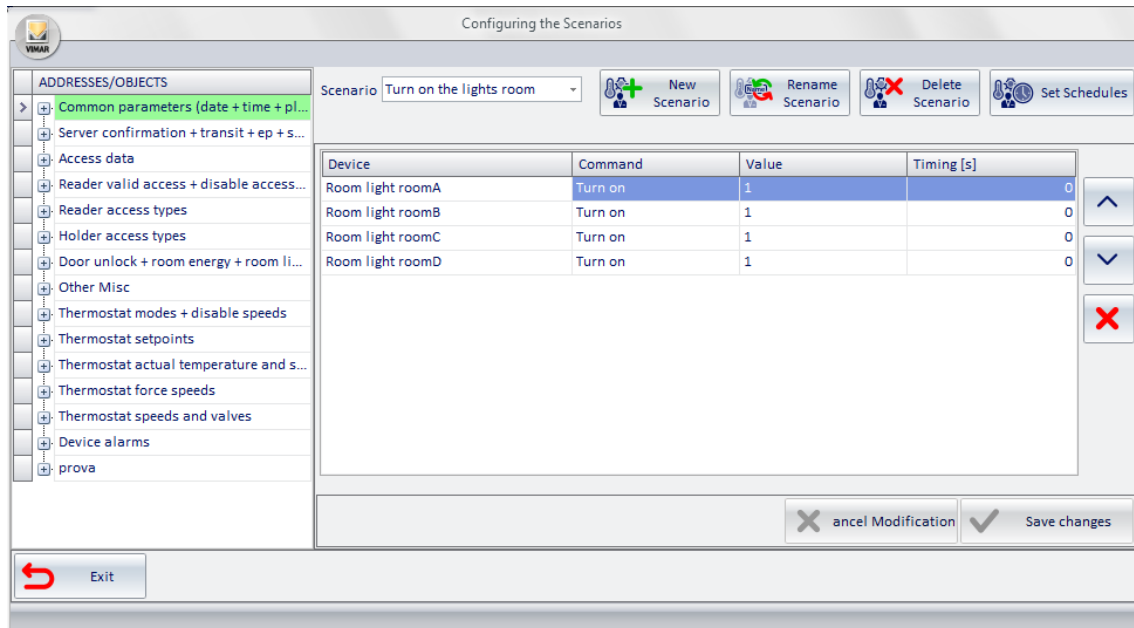 Configuring the Scenarios
VIMAR
ADDRESSES/OBJECTS
Common parameters (date + time + pl...
Server confirmation + transit + ep + s...
Access data
Reader valid access + disable access...
Reader access types
Holder access types
Door unlock + room energy + room li...
Other Misc
Thermostat modes + disable speeds
Thermostat setpoints
Thermostat actual temperature and s...
Thermostat force speeds
Thermostat speeds and valves
Device alarms
prova
Scenario Turn on the lights room
New Scenario
Rename Scenario
Delete Scenario
Set Schedules
Device Command Value Timing [s]
Room light roomA Turn on 1 0
Room light roomB Turn on 1 0
Room light roomC Turn on 1 0
Room light roomD Turn on 1 0
ancel Modification Save changes
Exit